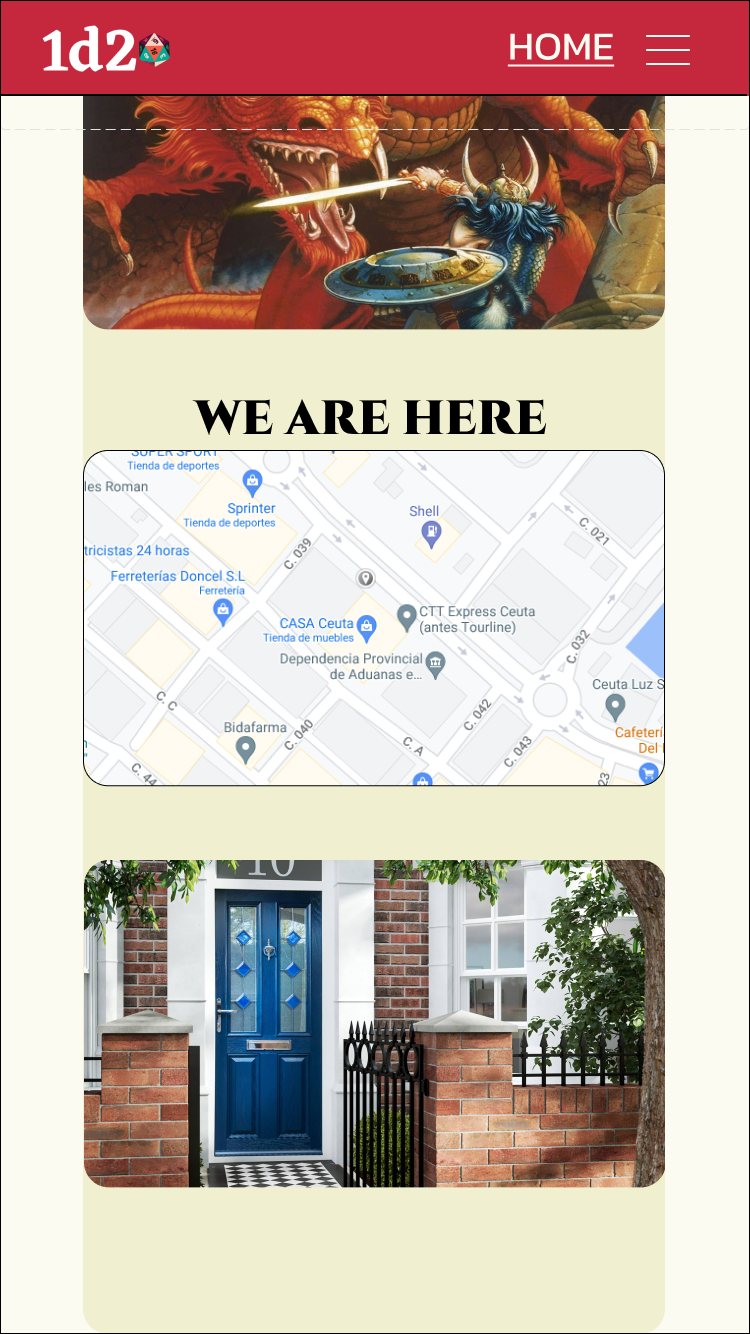 1d2
HOME
WE ARE HERE
SUPER SPORT
Tienda de deportes
les Roman
Sprinter
Tienda de deportes
Shell
C. 021
C. 039
tricistas 24 horas
Ferreterías Doncel S.L
Ferretería
CTT Express Ceuta
(antes Tourline)
CASA Ceuta
Tienda de muebles
C. 032
Dependencia Provincial
de Aduanas e...
Ceuta Luz S
C. C
C. 042
Bidafarma
C. 040
Cafeterí
Del
C. A
C. 043
C. 44
23
10